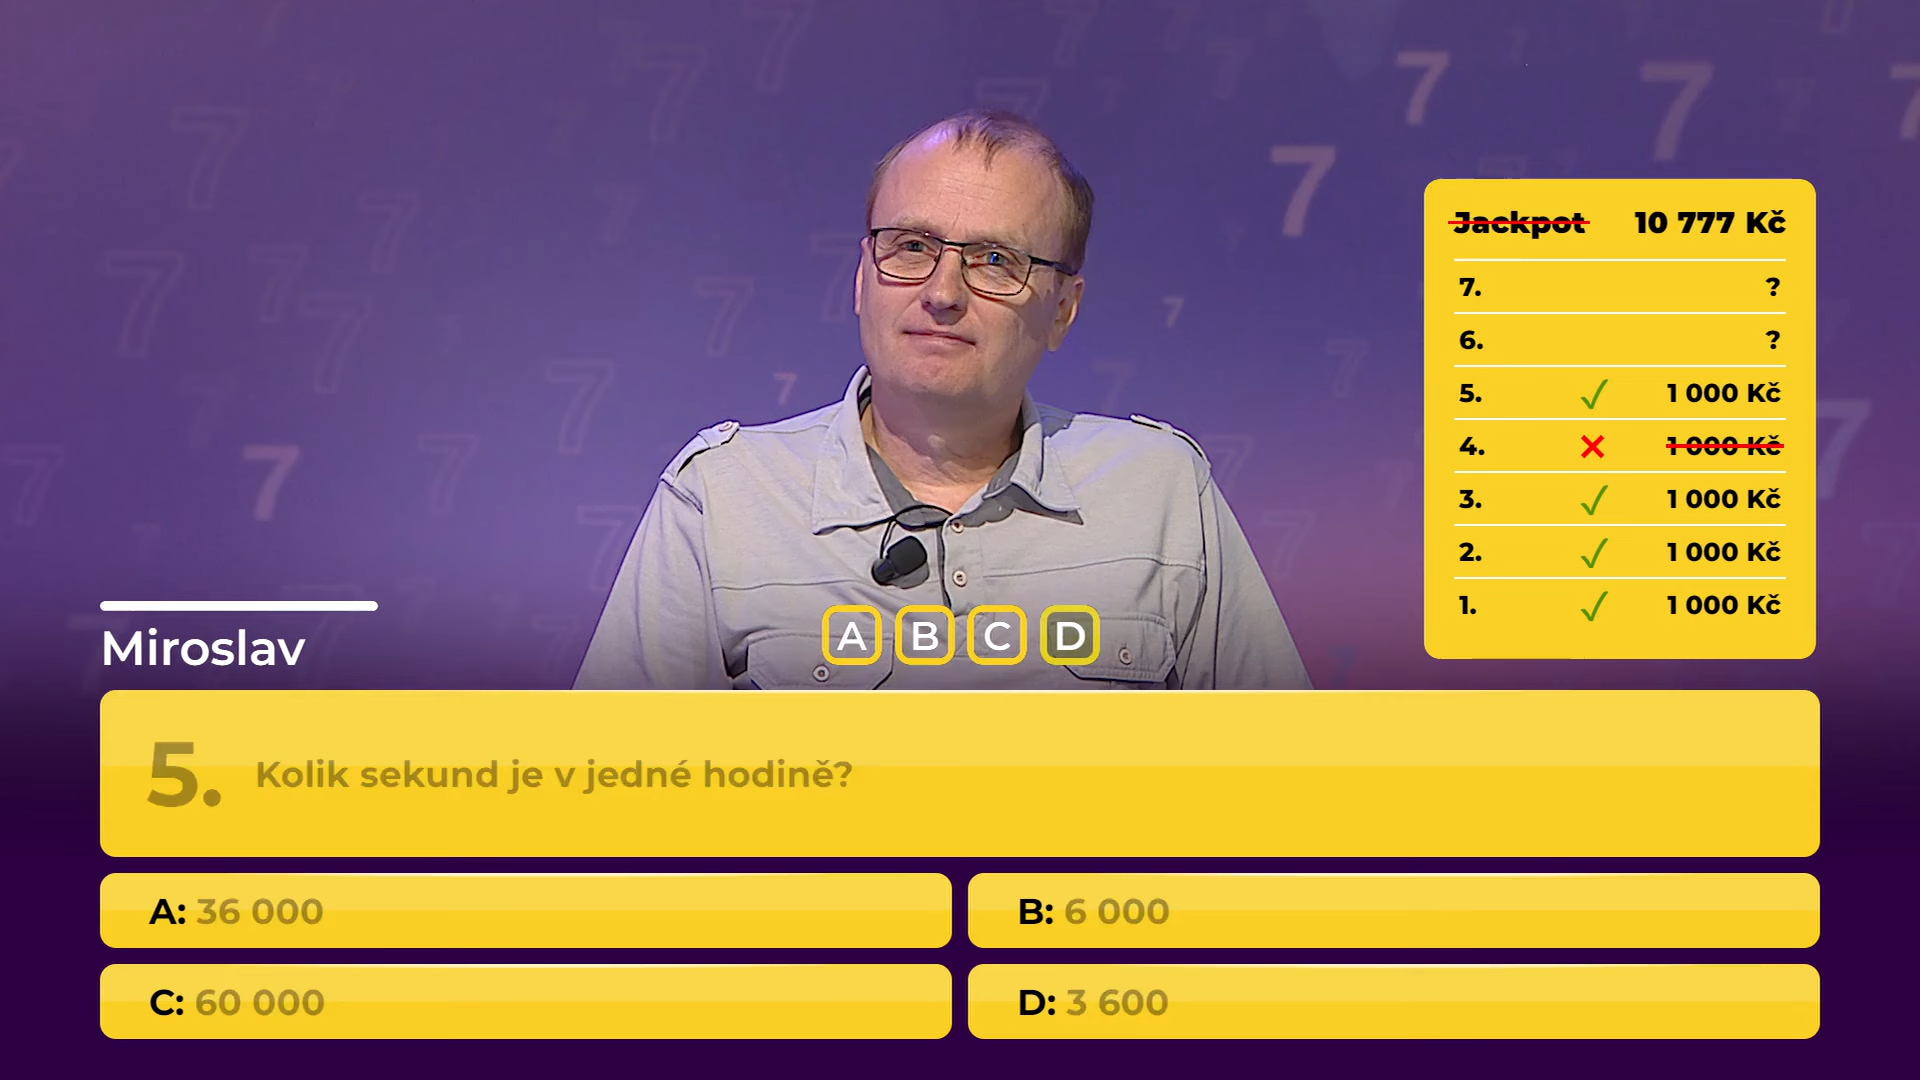 Jackpot 10 777 Kč
7. ?
6. ?
5. ✓ 1 000 Kč
4. ✕ 1 000 Kč
3. ✓ 1 000 Kč
2. ✓ 1 000 Kč
1. ✓ 1 000 Kč
Miroslav
A B C D
5. Kolik sekund je v jedné hodině?
A: 36 000
B: 6 000
C: 60 000
D: 3 600